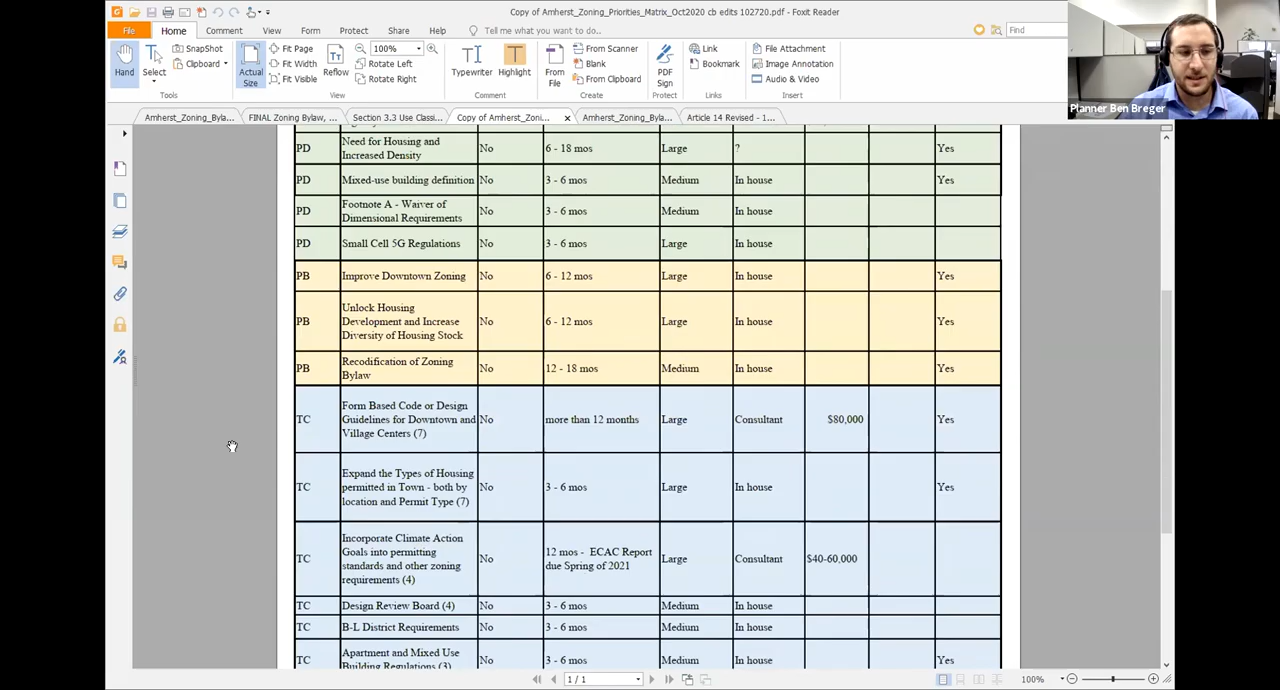 Copy of Amherst_Zoning_Priorities_Matrix_Oct2020 cb edits 102720.pdf - Foxit Reader
File Home Comment View Form Protect Share Help Tell me what you want to do... Find
Hand
Select
SnapShot
Clipboard
Tools
Actual
Size
Fit Page
Fit Width
Fit Visible
Reflow
100%
Rotate Left
Rotate Right
View
Typewriter
Highlight
Comment
From
File
From Scanner
Blank
From Clipboard
Create
PDF
Sign
Protect
Link
Bookmark
Links
File Attachment
Image Annotation
Audio & Video
Insert
Planner Ben Breger
Amherst_Zoning_Byla... FINAL Zoning Bylaw, ... Section 3.3 Use Classi... Copy of Amherst_Zoni... Amherst_Zoning_Byla... Article 14 Revised - 1...
PD Need for Housing and No 6 - 18 mos Large ? Yes
Increased Density
PD Mixed-use building definition No 3 - 6 mos Medium In house Yes
PD Footnote A - Waiver of No 3 - 6 mos Medium In house
Dimensional Requirements
PD Small Cell 5G Regulations No 3 - 6 mos Large In house
PB Improve Downtown Zoning No 6 - 12 mos Large In house Yes
Unlock Housing
PB Development and Increase No 6 - 12 mos Large In house Yes
Diversity of Housing Stock
PB Recodification of Zoning No 12 - 18 mos Medium In house Yes
Bylaw
Form Based Code or Design
TC Guidelines for Downtown and No more than 12 months Large Consultant $80,000 Yes
Village Centers (7)
Expand the Types of Housing
TC permitted in Town - both by No 3 - 6 mos Large In house Yes
location and Permit Type (7)
Incorporate Climate Action
TC Goals into permitting No 12 mos - ECAC Report Large Consultant $40-60,000
standards and other zoning due Spring of 2021
requirements (4)
TC Design Review Board (4) No 3 - 6 mos Medium In house
TC B-L District Requirements No 3 - 6 mos Medium In house
TC Apartment and Mixed Use No 3 - 6 mos Medium In house Yes
Building Regulations (3)
1 / 1 100%